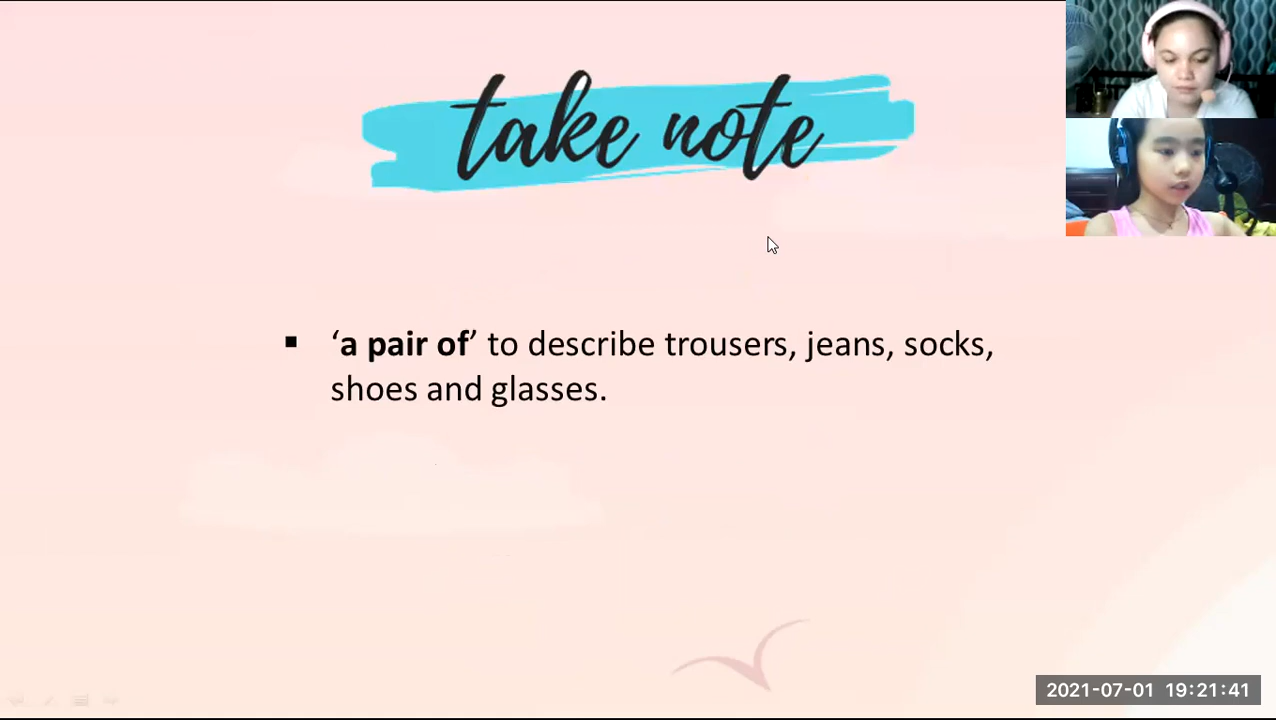 take note
▪ ‘a pair of’ to describe trousers, jeans, socks,
shoes and glasses.
2021-07-01 19:21:41